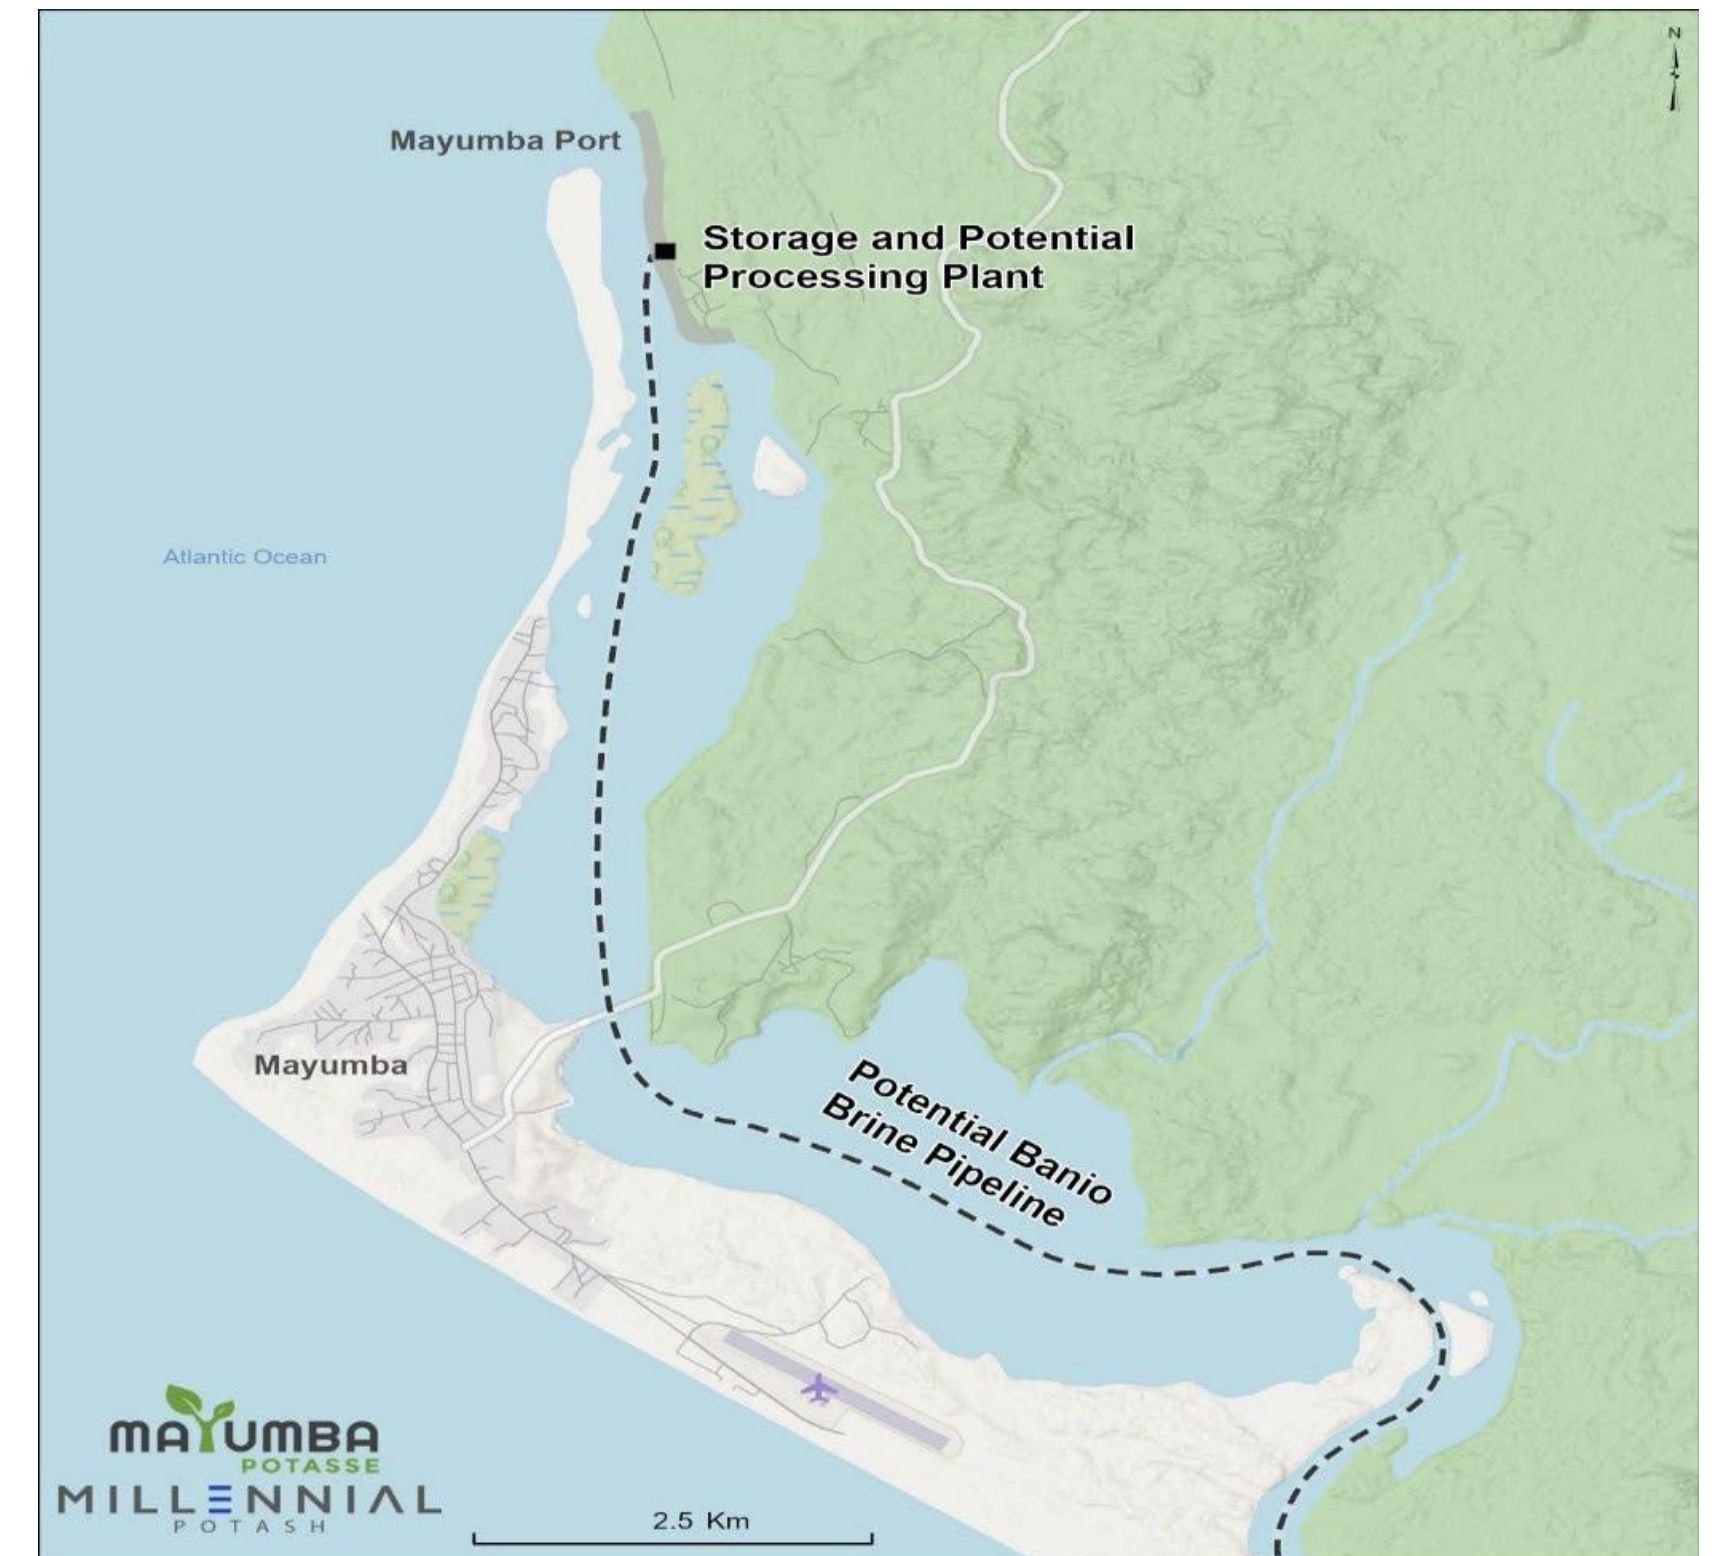 N
Mayumba Port
Storage and Potential
Processing Plant
Atlantic Ocean
Mayumba
Potential Banio
Brine Pipeline
MAYUMBA
POTASSE
MILLENNIAL
POTASH
2.5 Km